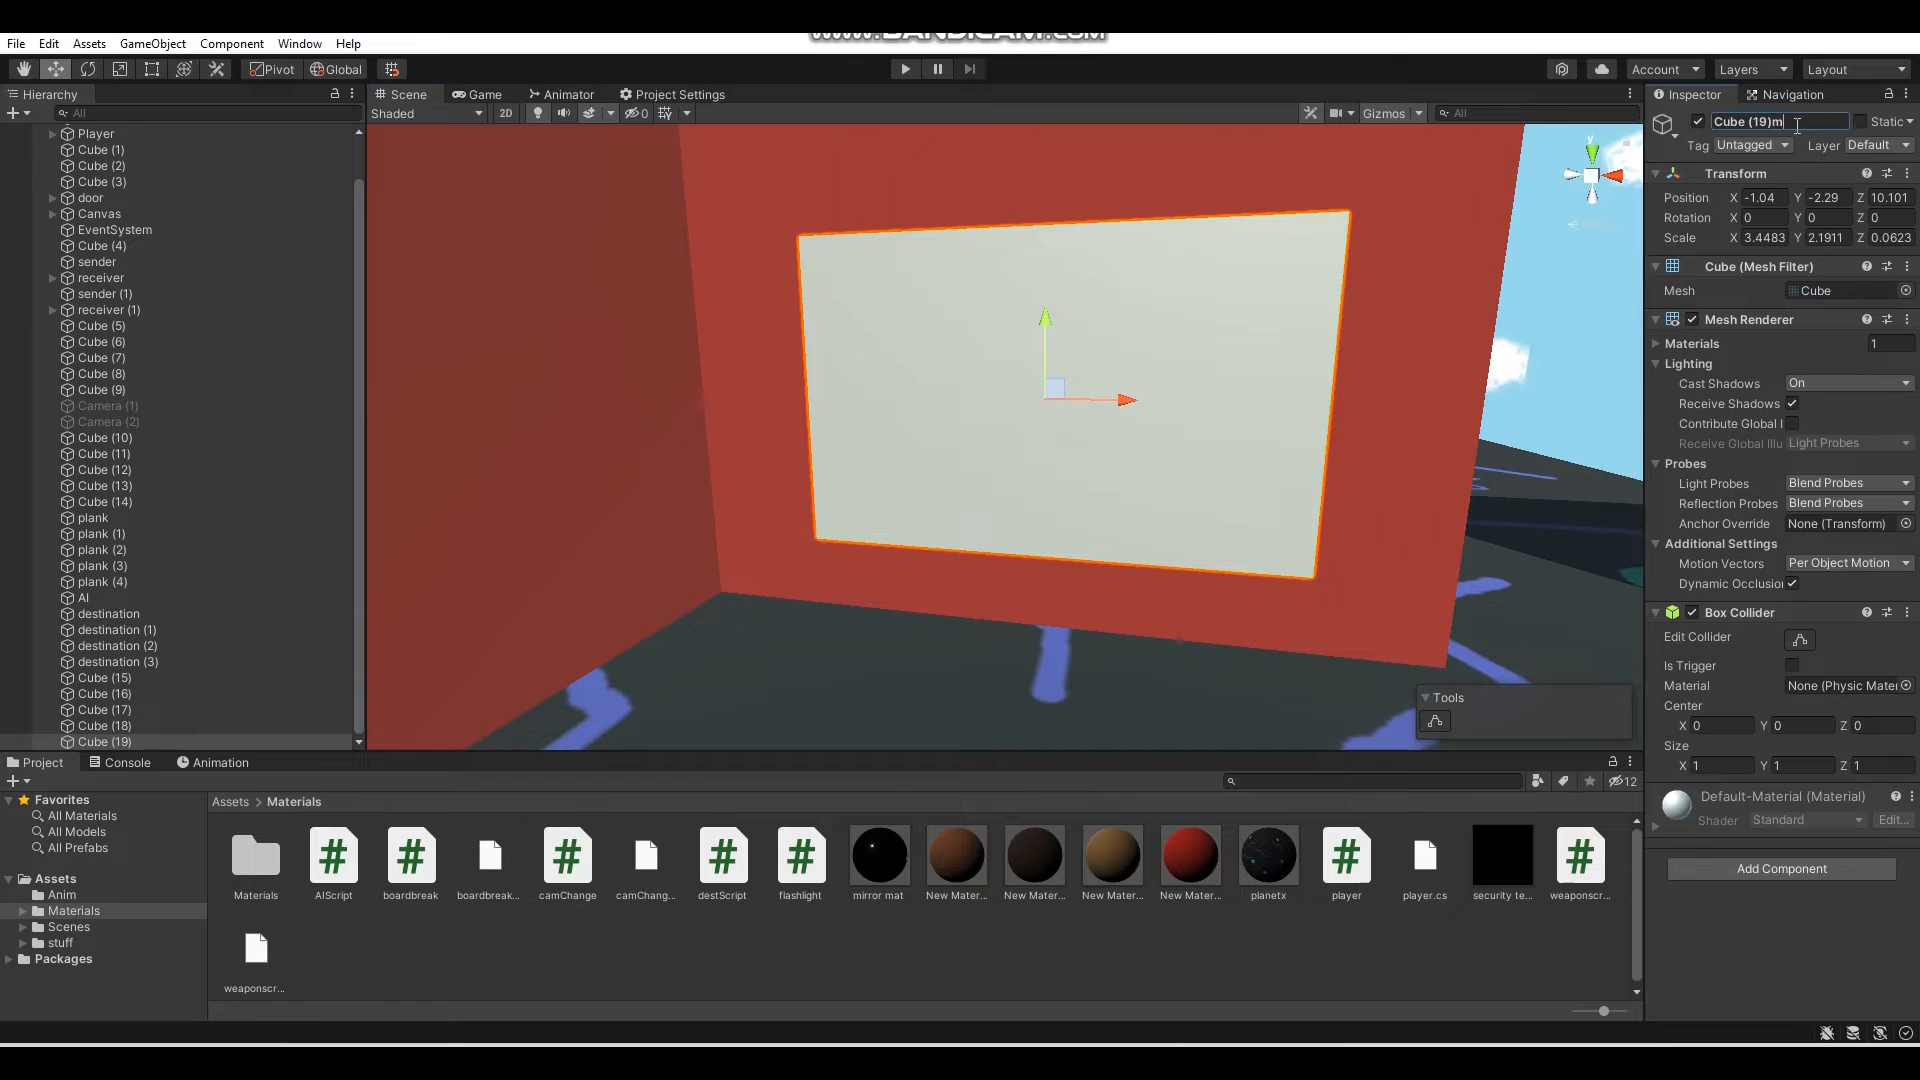 www.BANDICAM.com
File Edit Assets GameObject Component Window Help
Pivot Global Account Layers Layout
Hierarchy
All
Player
Cube (1)
Cube (2)
Cube (3)
door
Canvas
EventSystem
Cube (4)
sender
receiver
sender (1)
receiver (1)
Cube (5)
Cube (6)
Cube (7)
Cube (8)
Cube (9)
Camera (1)
Camera (2)
Cube (10)
Cube (11)
Cube (12)
Cube (13)
Cube (14)
plank
plank (1)
plank (2)
plank (3)
plank (4)
AI
destination
destination (1)
destination (2)
destination (3)
Cube (15)
Cube (16)
Cube (17)
Cube (18)
Cube (19)
Scene Game Animator Project Settings
Shaded 2D 0 Gizmos All
y
Tools
Inspector Navigation
Cube (19)m Static
Tag Untagged Layer Default
Transform
Position X -1.04 Y -2.29 Z 10.101
Rotation X 0 Y 0 Z 0
Scale X 3.4483 Y 2.1911 Z 0.0623
Cube (Mesh Filter)
Mesh Cube
Mesh Renderer
Materials 1
Lighting
Cast Shadows On
Receive Shadows
Contribute Global I
Receive Global Illu Light Probes
Probes
Light Probes Blend Probes
Reflection Probes Blend Probes
Anchor Override None (Transform)
Additional Settings
Motion Vectors Per Object Motion
Dynamic Occlusion
Box Collider
Edit Collider
Is Trigger
Material None (Physic Mater
Center
X 0 Y 0 Z 0
Size
X 1 Y 1 Z 1
Default-Material (Material)
Shader Standard Edit...
Add Component
Project Console Animation
12
Favorites
All Materials
All Models
All Prefabs
Assets
Anim
Materials
Scenes
stuff
Packages
Assets > Materials
Materials AIScript boardbreak boardbreak... camChange camChang... destScript flashlight mirror mat New Mater... New Mater... New Mater... New Mater... planetx player player.cs security te... weaponscr...
weaponscr...